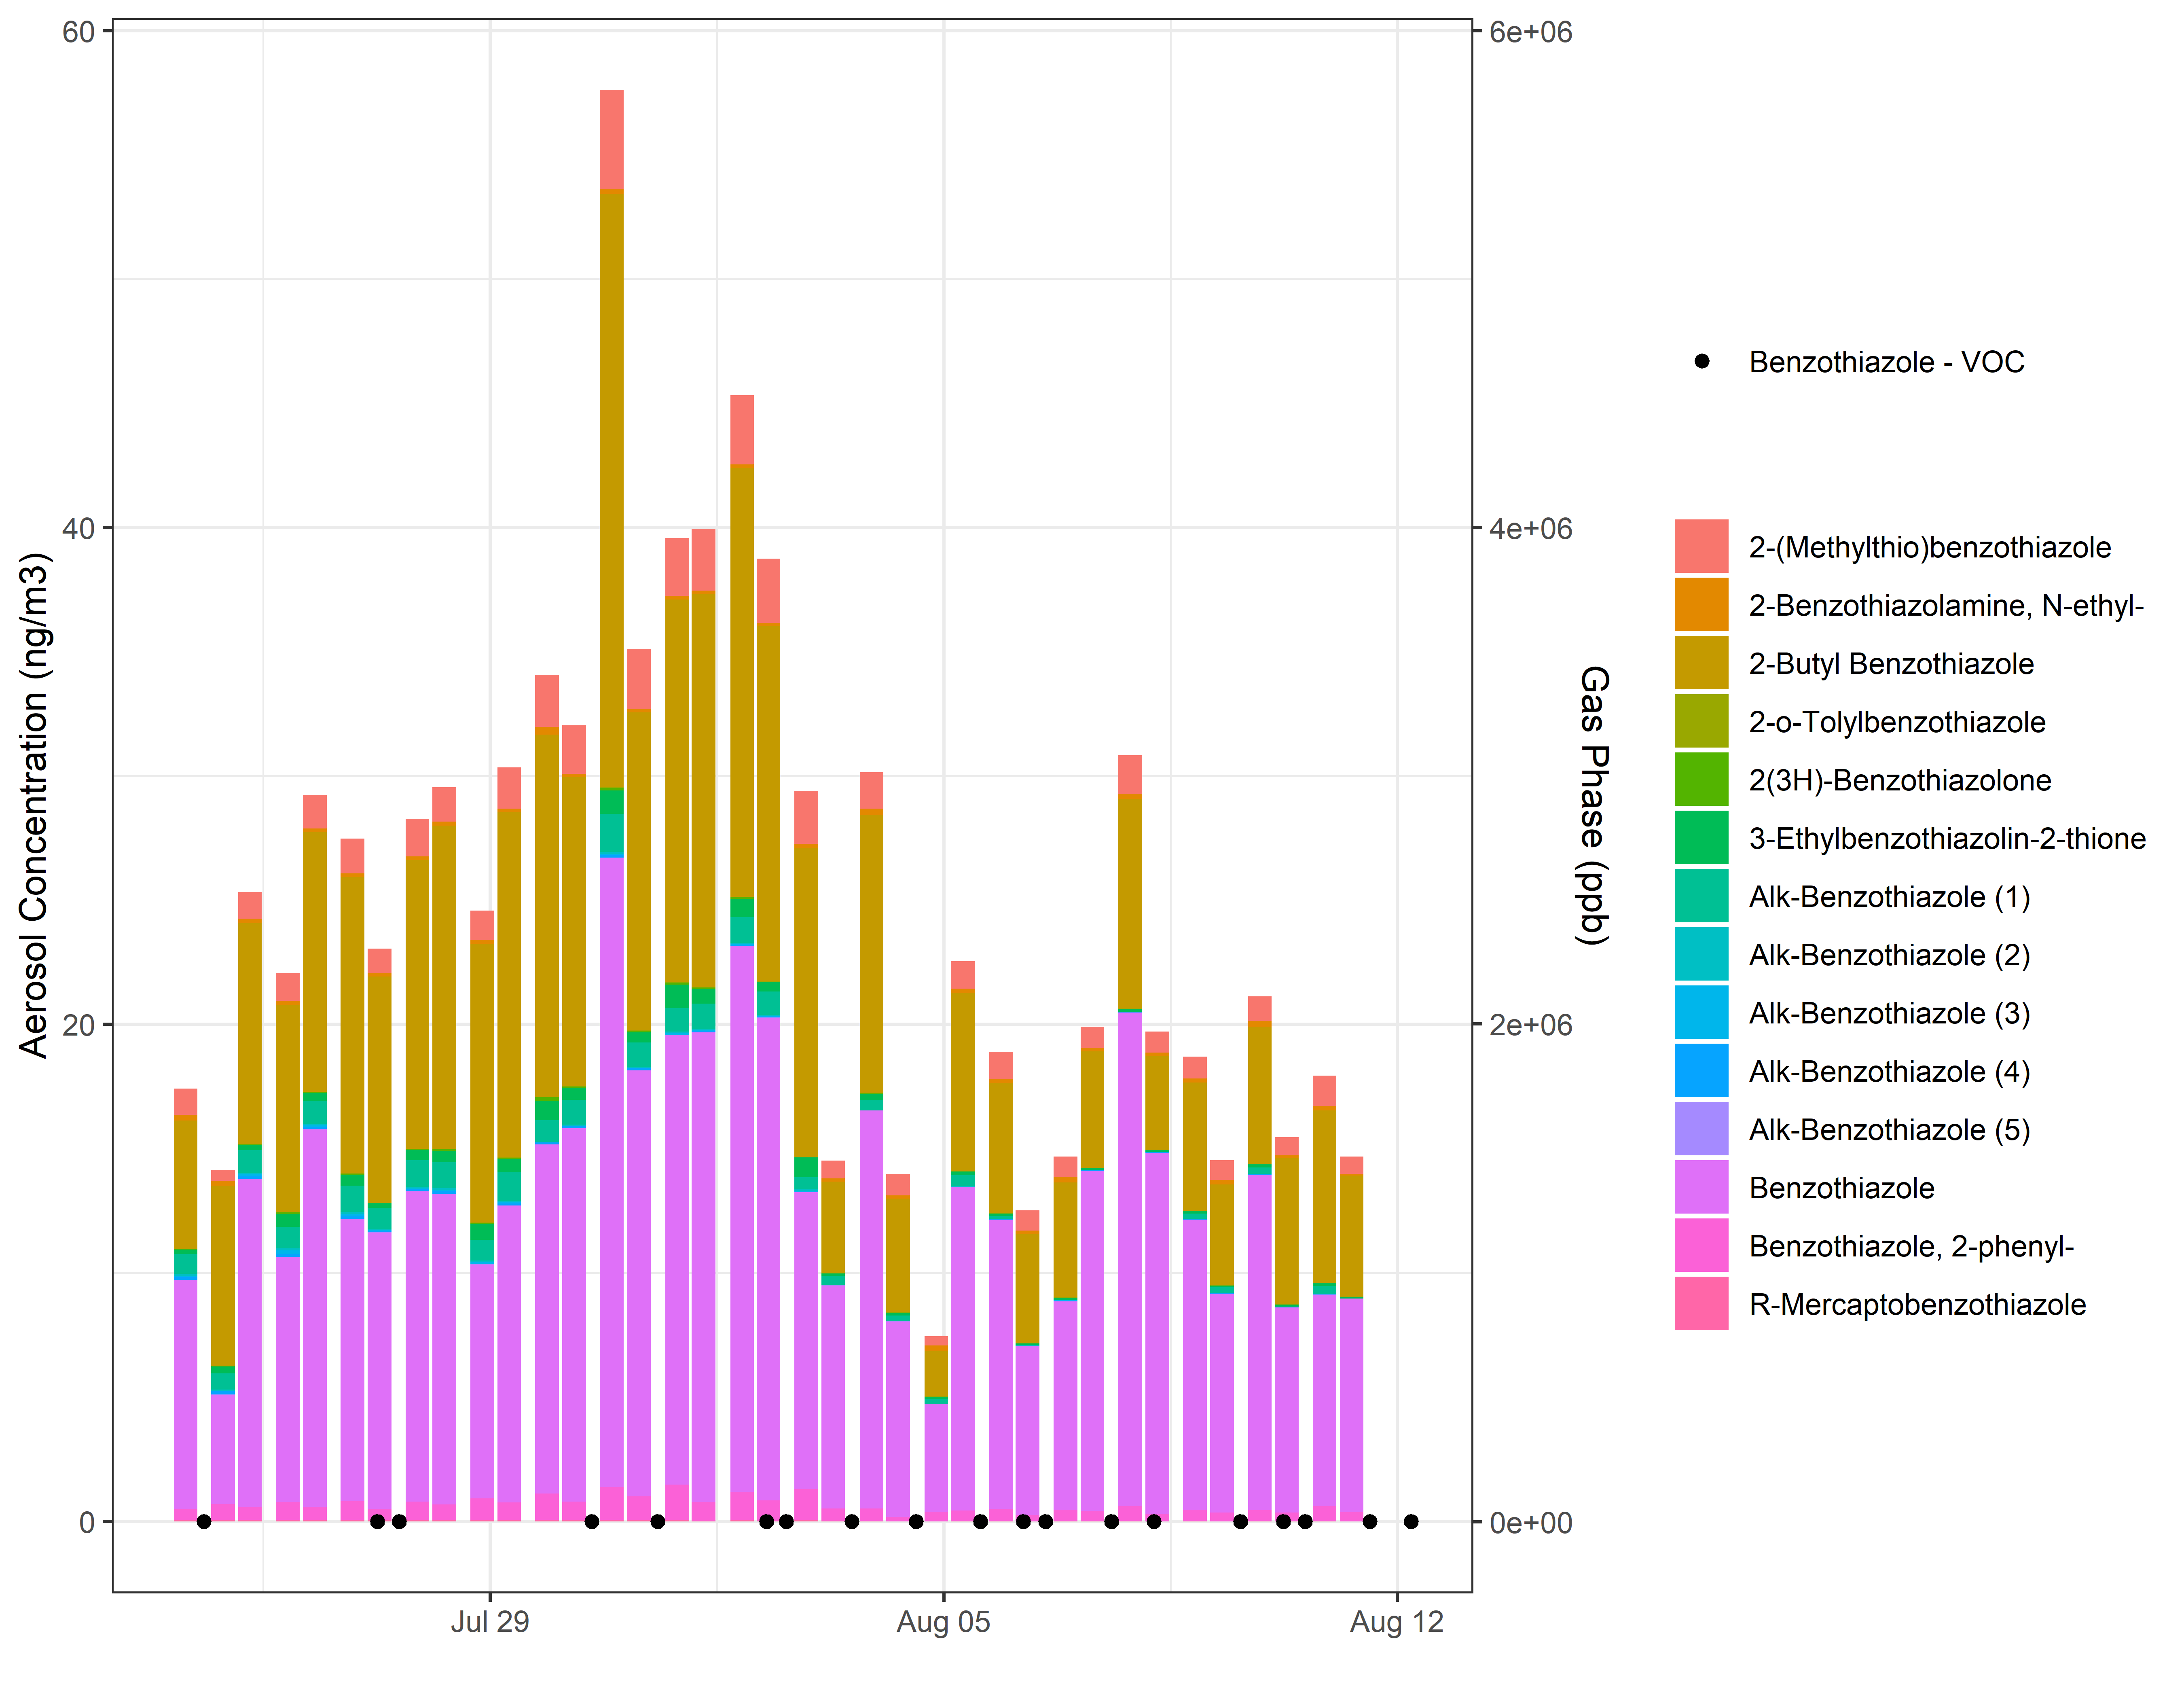 60
40
20
0
Aerosol Concentration (ng/m3)
6e+06
4e+06
2e+06
0e+00
Gas Phase (ppb)
Jul 29
Aug 05
Aug 12
Benzothiazole - VOC
2-(Methylthio)benzothiazole
2-Benzothiazolamine, N-ethyl-
2-Butyl Benzothiazole
2-o-Tolylbenzothiazole
2(3H)-Benzothiazolone
3-Ethylbenzothiazolin-2-thione
Alk-Benzothiazole (1)
Alk-Benzothiazole (2)
Alk-Benzothiazole (3)
Alk-Benzothiazole (4)
Alk-Benzothiazole (5)
Benzothiazole
Benzothiazole, 2-phenyl-
R-Mercaptobenzothiazole